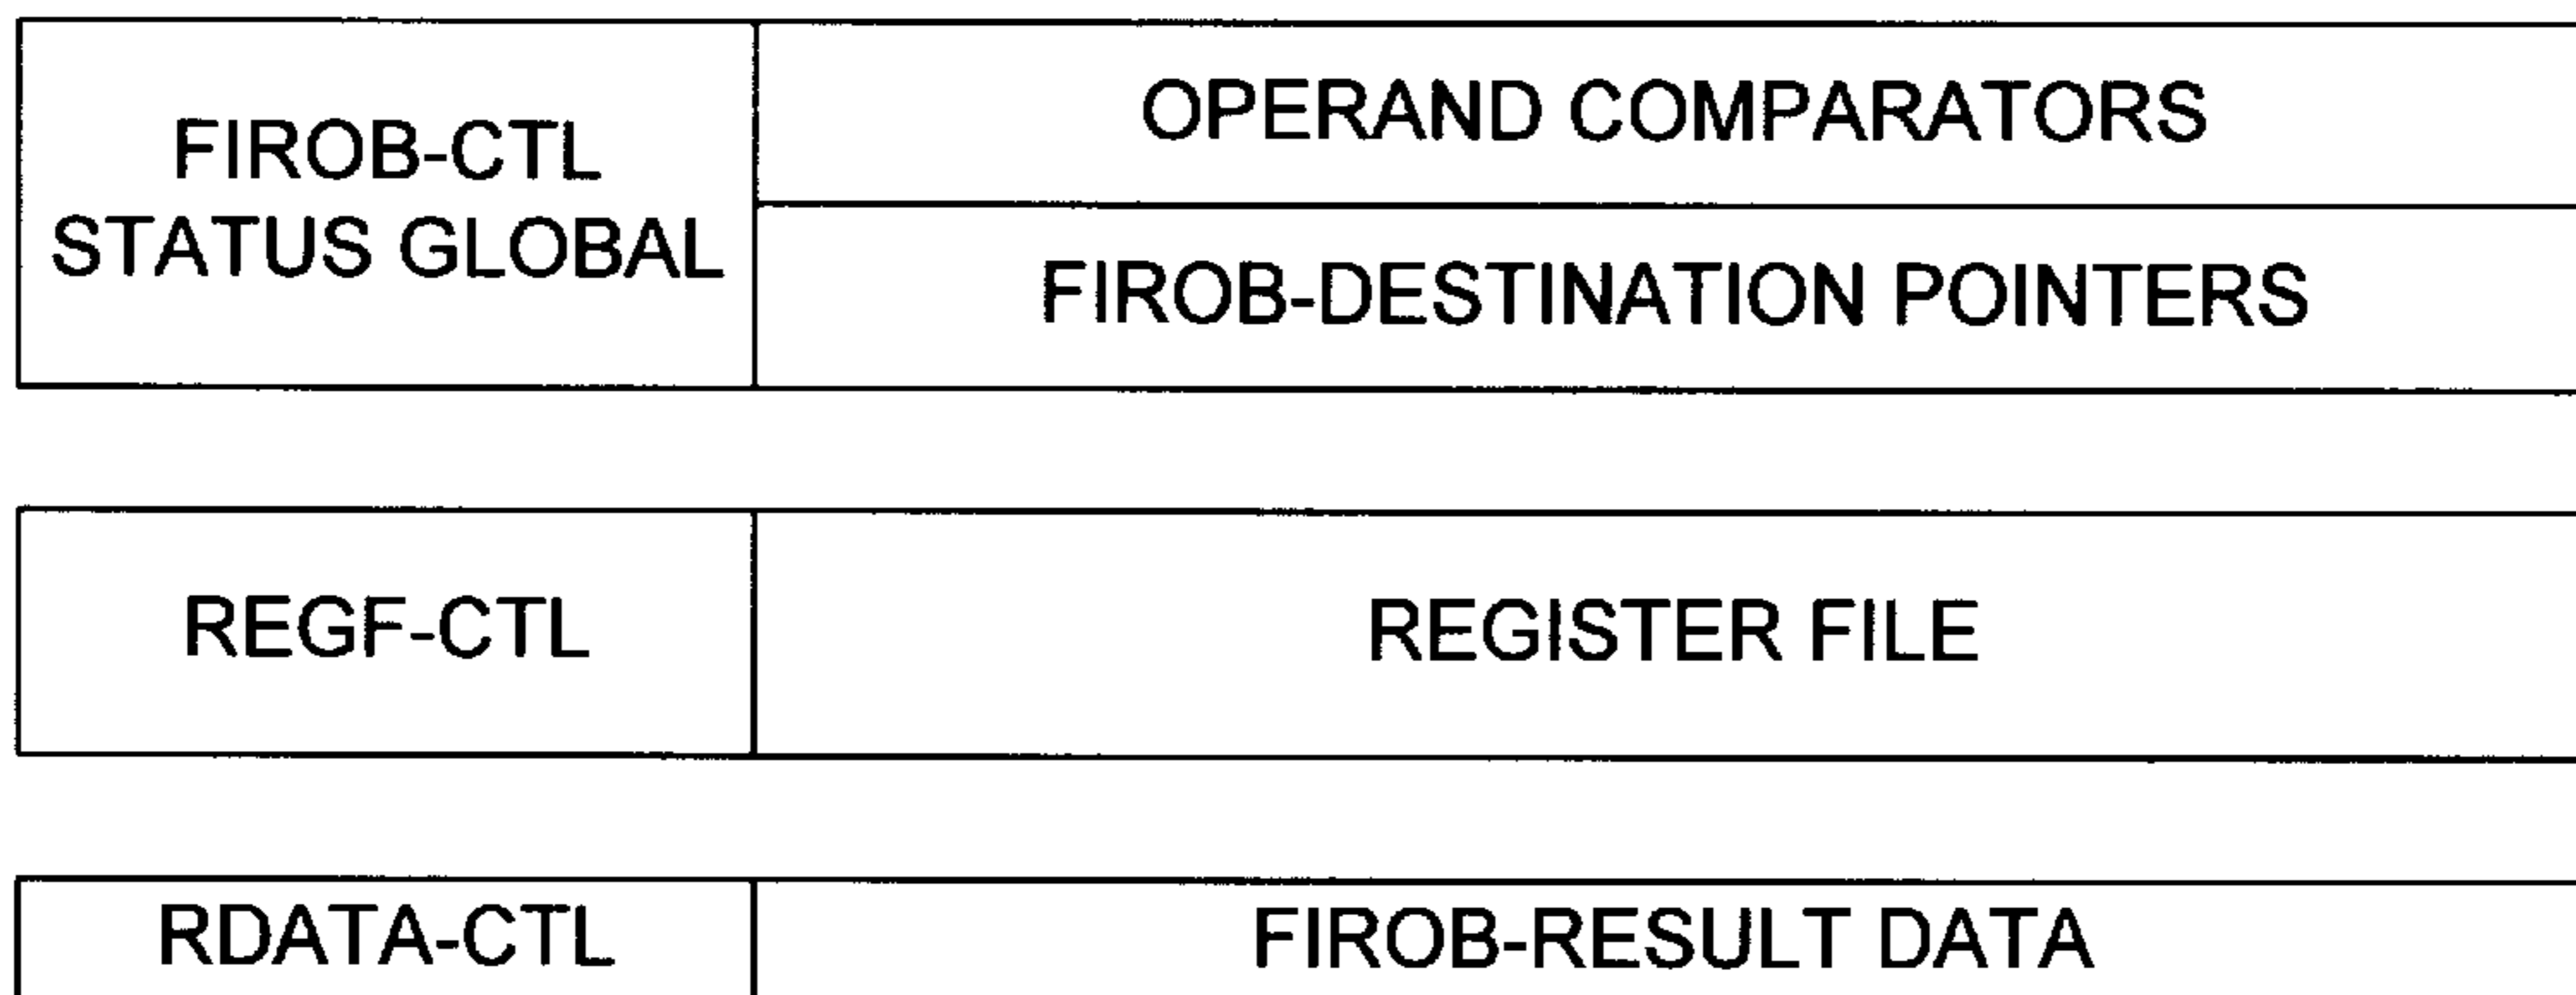 FIROB-CTL
STATUS GLOBAL
OPERAND COMPARATORS
FIROB-DESTINATION POINTERS
REGF-CTL
REGISTER FILE
RDATA-CTL
FIROB-RESULT DATA